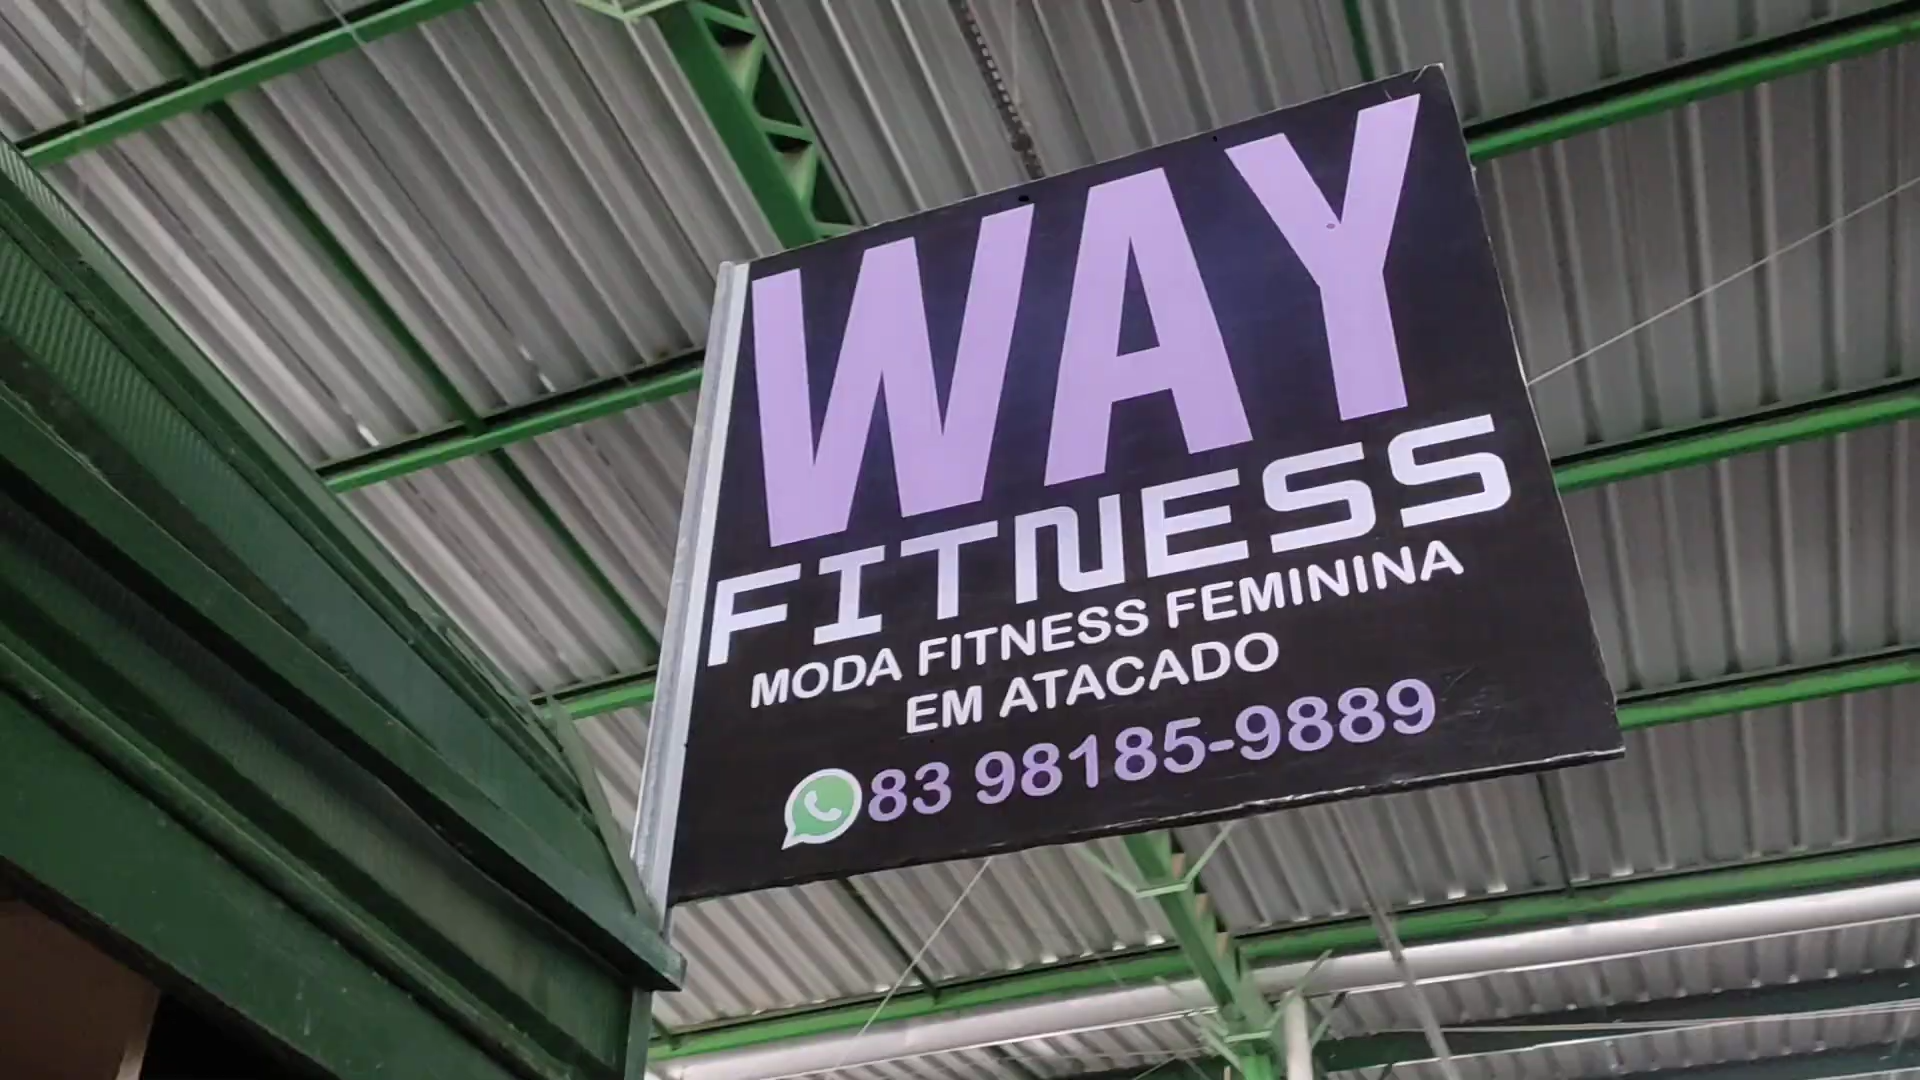 WAY
FITNESS
MODA FITNESS FEMININA
EM ATACADO
83 98185-9889